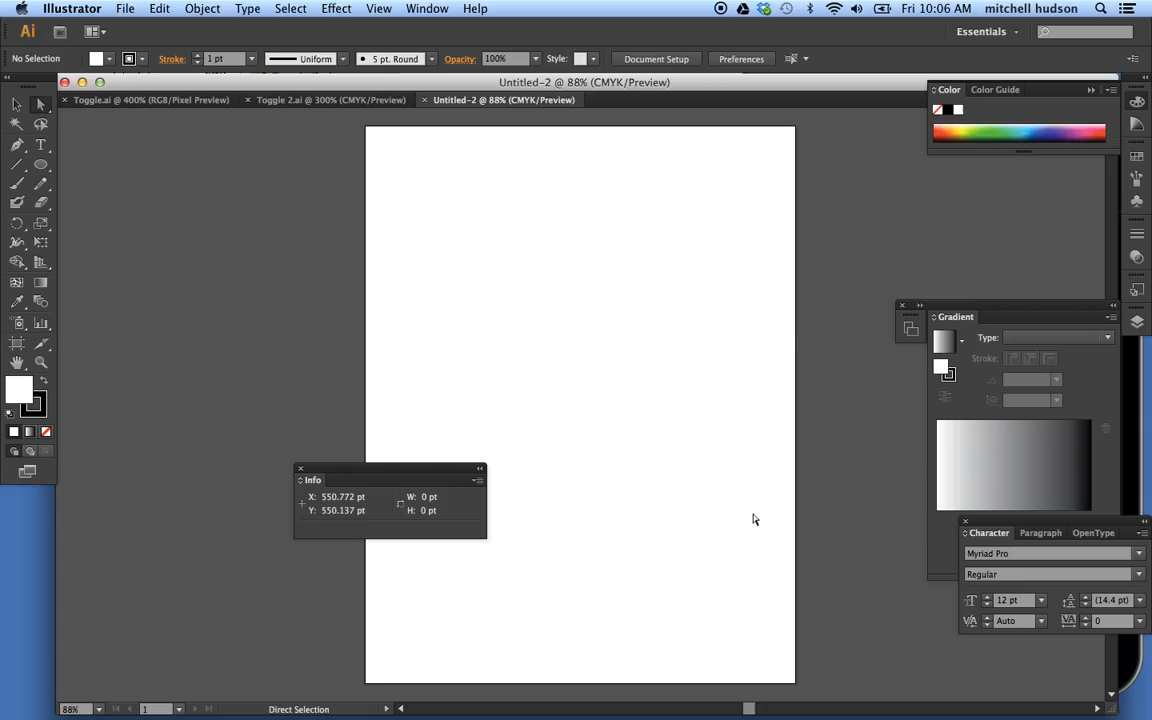 Illustrator File Edit Object Type Select Effect View Window Help Fri 10:06 AM mitchell hudson
Ai Br Essentials
No Selection Stroke: 1 pt Uniform 5 pt. Round Opacity: 100% Style: Document Setup Preferences
Untitled-2 @ 88% (CMYK/Preview)
Toggle.ai @ 400% (RGB/Pixel Preview) Toggle 2.ai @ 300% (CMYK/Preview) Untitled-2 @ 88% (CMYK/Preview)
Color Color Guide
Gradient
Type:
Stroke:
Info
X: 550.772 pt W: 0 pt
Y: 550.137 pt H: 0 pt
Character Paragraph OpenType
Myriad Pro
Regular
12 pt (14.4 pt)
Auto 0
88% 1 Direct Selection